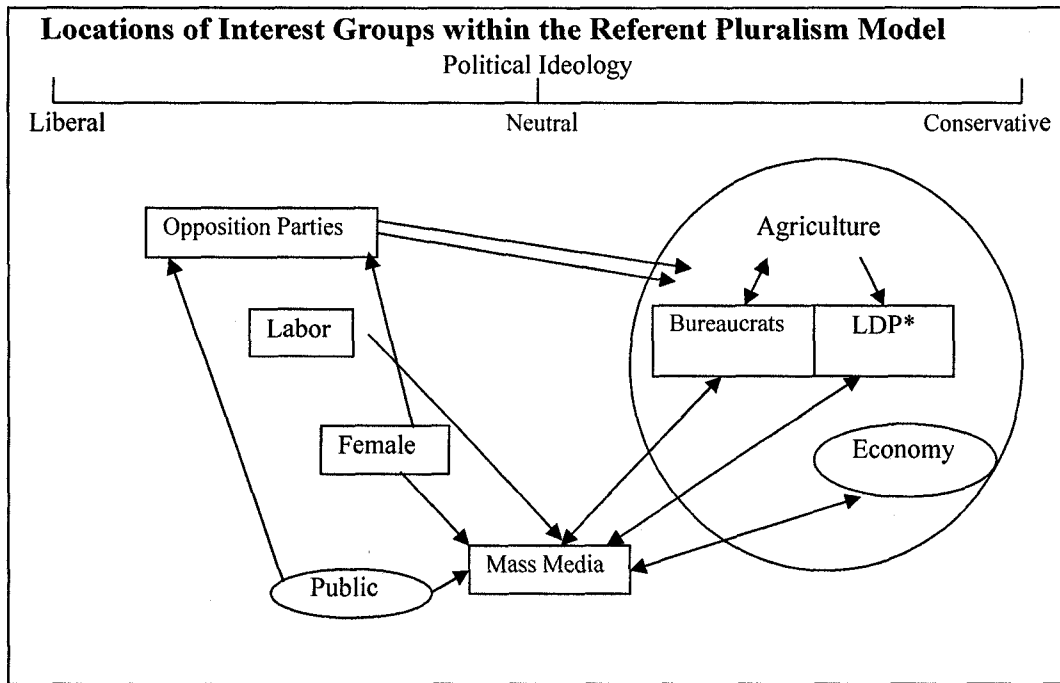 Locations of Interest Groups within the Referent Pluralism Model
Political Ideology
Liberal Neutral Conservative
Opposition Parties
Agriculture
Labor
Bureaucrats LDP*
Female
Economy
Mass Media
Public